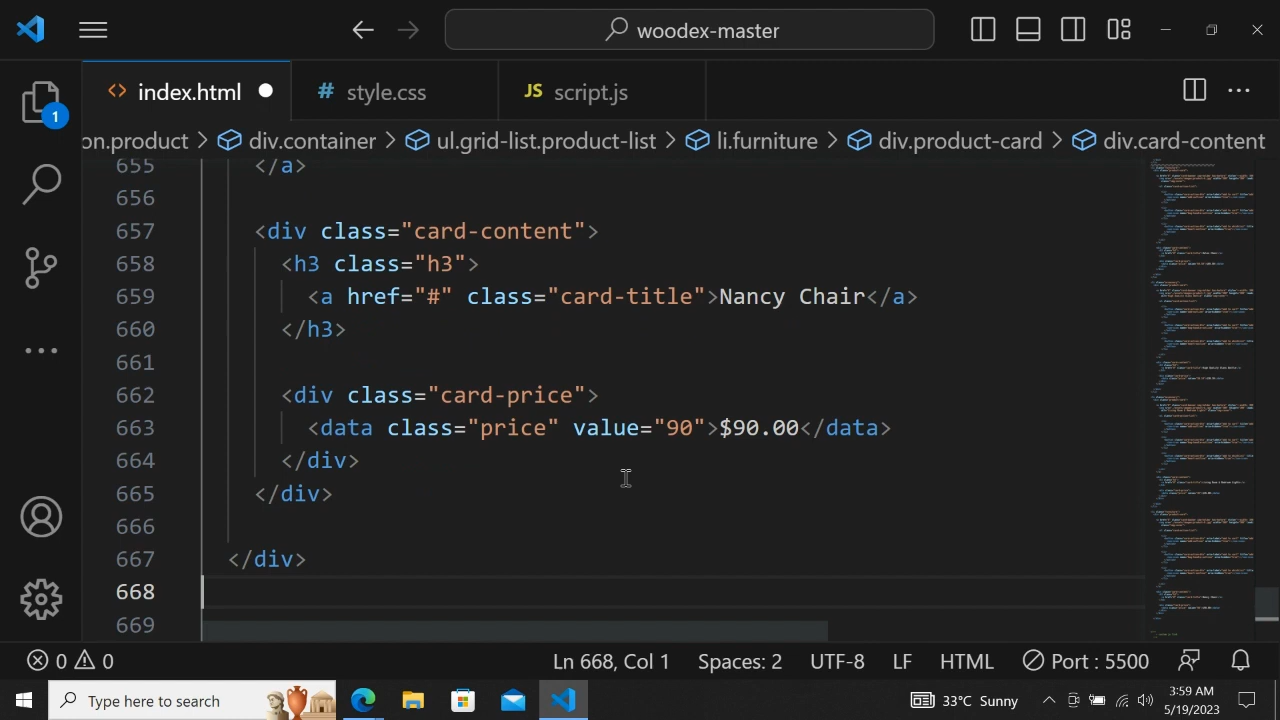 woodex-master
index.html
# style.css
JS script.js
1
on.product > div.container > ul.grid-list.product-list > li.furniture > div.product-card > div.card-content
655 </a>
656
657 <div class="card-content">
658 <h3 class="h3"
659 <a href="#" class="card-title">Nancy Chair</a>
660 </h3>
661
662 <div class="card-price">
663 <data class="price" value="90">$90.00</data>
664 </div>
665 </div>
666
667 </div>
668
669
0 0 Ln 668, Col 1 Spaces: 2 UTF-8 LF HTML Port : 5500
Type here to search
33°C Sunny
3:59 AM
5/19/2023